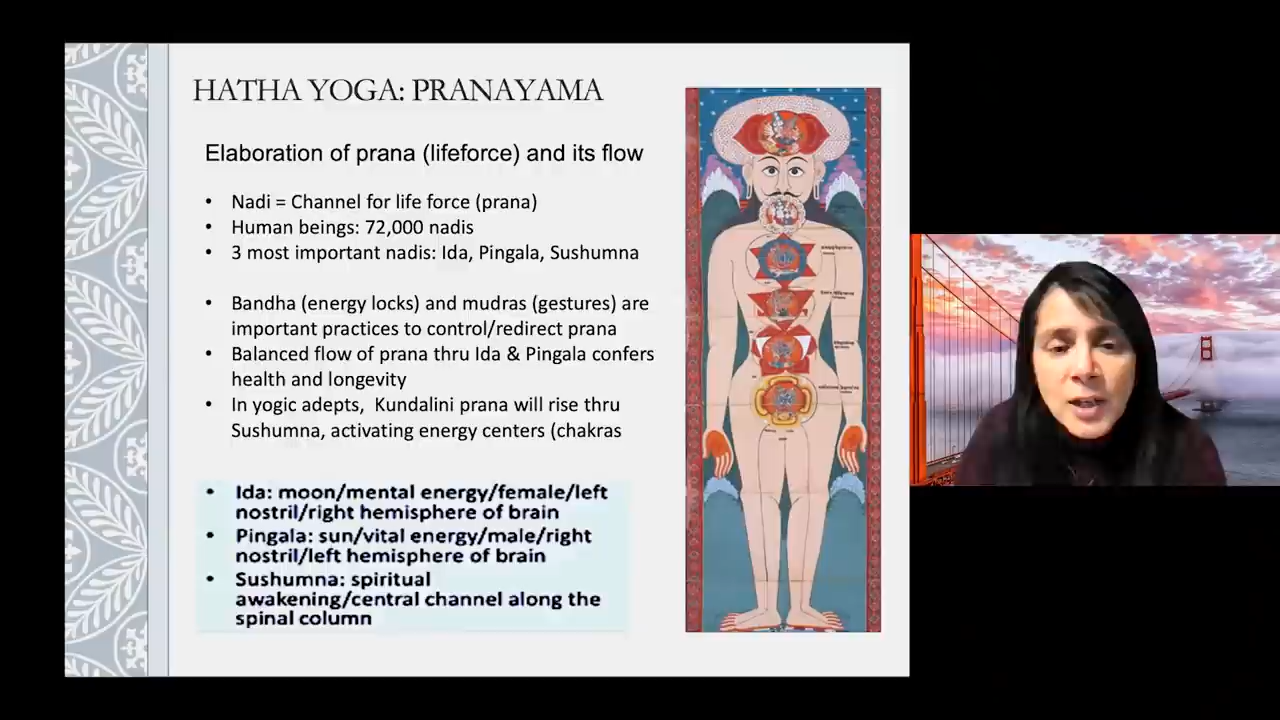 HATHA YOGA: PRANAYAMA
Elaboration of prana (lifeforce) and its flow
• Nadi = Channel for life force (prana)
• Human beings: 72,000 nadis
• 3 most important nadis: Ida, Pingala, Sushumna
• Bandha (energy locks) and mudras (gestures) are
important practices to control/redirect prana
• Balanced flow of prana thru Ida & Pingala confers
health and longevity
• In yogic adepts, Kundalini prana will rise thru
Sushumna, activating energy centers (chakras
• Ida: moon/mental energy/female/left
nostril/right hemisphere of brain
• Pingala: sun/vital energy/male/right
nostril/left hemisphere of brain
• Sushumna: spiritual
awakening/central channel along the
spinal column